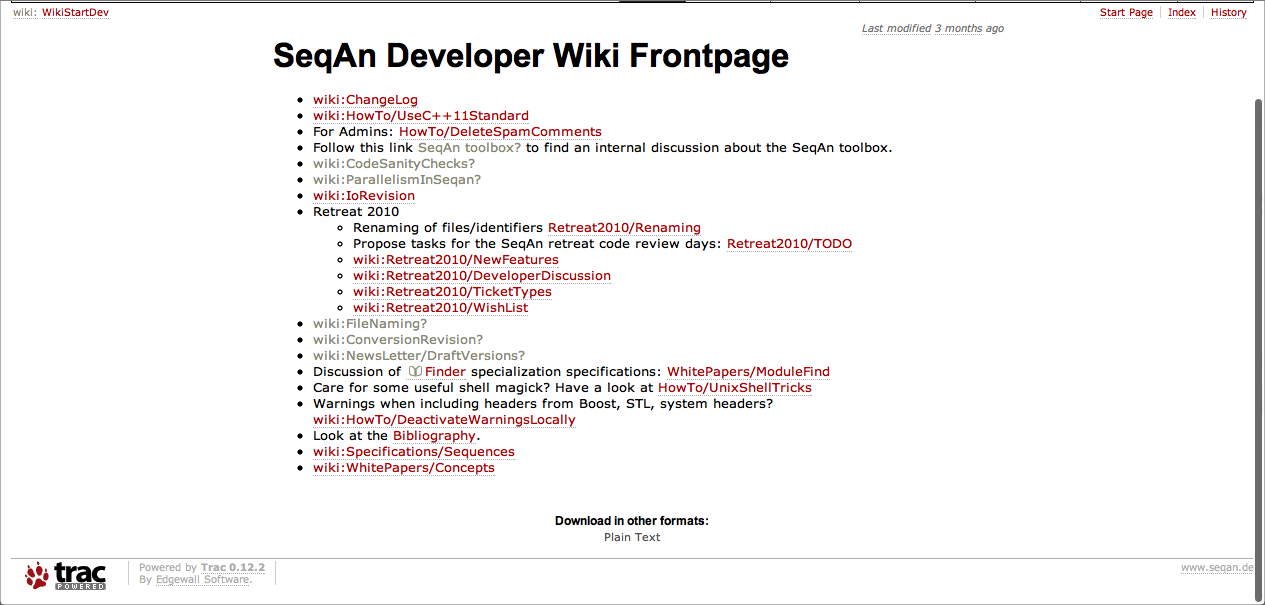 wiki: WikiStartDev
Start Page Index History
Last modified 3 months ago
SeqAn Developer Wiki Frontpage
wiki:ChangeLog
wiki:HowTo/UseC++11Standard
For Admins: HowTo/DeleteSpamComments
Follow this link SeqAn toolbox? to find an internal discussion about the SeqAn toolbox.
wiki:CodeSanityChecks?
wiki:ParallelismInSeqan?
wiki:IoRevision
Retreat 2010
Renaming of files/identifiers Retreat2010/Renaming
Propose tasks for the SeqAn retreat code review days: Retreat2010/TODO
wiki:Retreat2010/NewFeatures
wiki:Retreat2010/DeveloperDiscussion
wiki:Retreat2010/TicketTypes
wiki:Retreat2010/WishList
wiki:FileNaming?
wiki:ConversionRevision?
wiki:NewsLetter/DraftVersions?
Discussion of Finder specialization specifications: WhitePapers/ModuleFind
Care for some useful shell magick? Have a look at HowTo/UnixShellTricks
Warnings when including headers from Boost, STL, system headers?
wiki:HowTo/DeactivateWarningsLocally
Look at the Bibliography.
wiki:Specifications/Sequences
wiki:WhitePapers/Concepts
Download in other formats:
Plain Text
trac
POWERED
Powered by Trac 0.12.2
By Edgewall Software.
www.seqan.de